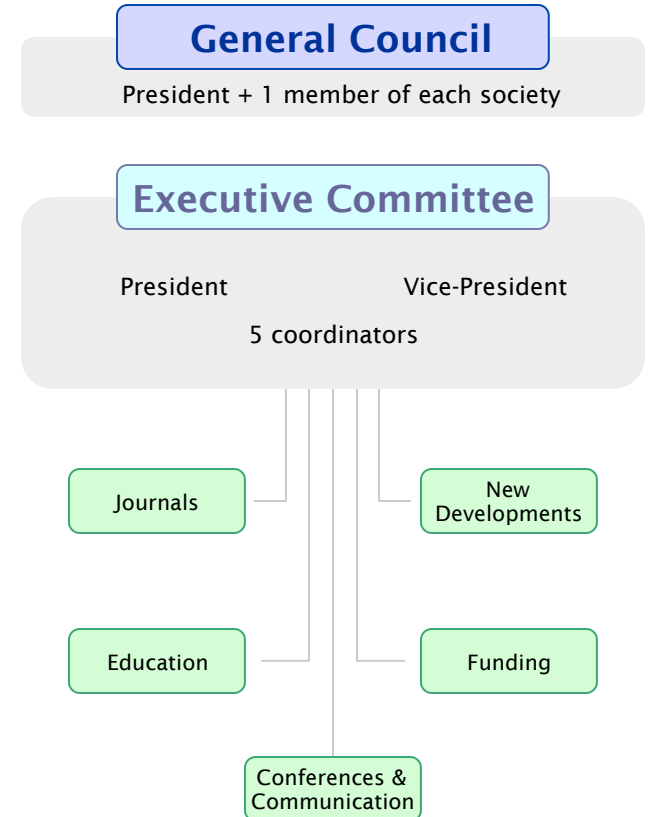 General Council
President + 1 member of each society
Executive Committee
President
Vice-President
5 coordinators
Journals
New
Developments
Education
Funding
Conferences &
Communication